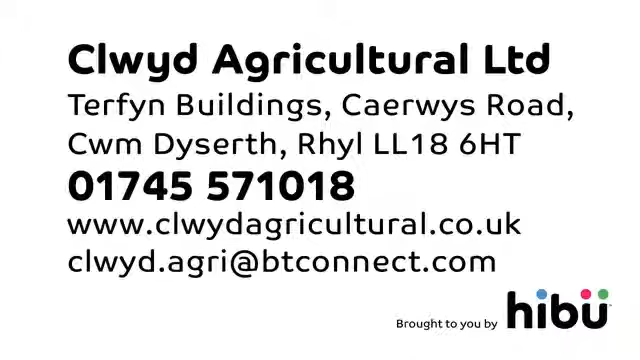 Clwyd Agricultural Ltd
Terfyn Buildings, Caerwys Road,
Cwm Dyserth, Rhyl LL18 6HT
01745 571018
www.clwydagricultural.co.uk
clwyd.agri@btconnect.com
Brought to you by hibü